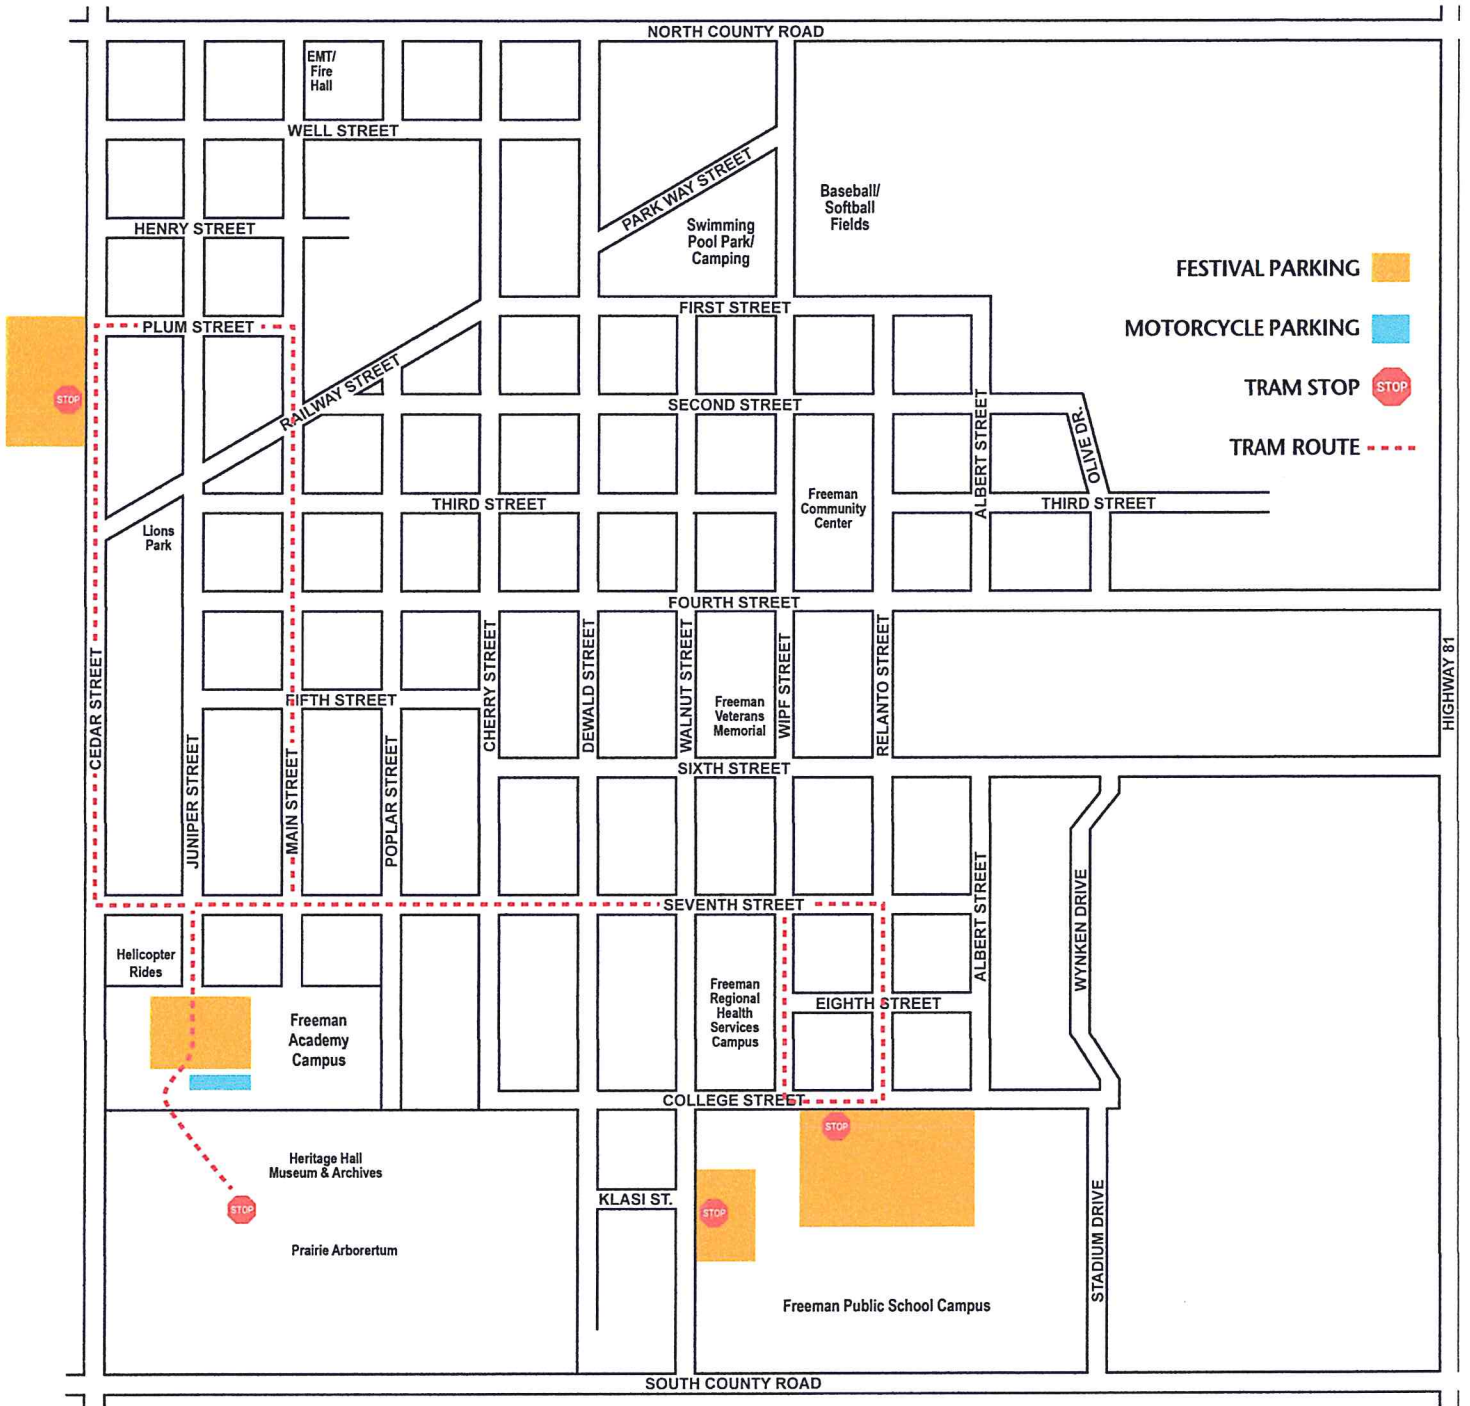 NORTH COUNTY ROAD
EMT/
Fire
Hall
WELL STREET
PARK WAY STREET
Baseball/
Softball
Fields
HENRY STREET
Swimming
Pool Park/
Camping
FESTIVAL PARKING
FIRST STREET
PLUM STREET
MOTORCYCLE PARKING
RAILWAY STREET
TRAM STOP
STOP
STOP
SECOND STREET
ALBERT STREET
OLIVE DR.
TRAM ROUTE
Freeman
Community
Center
THIRD STREET
THIRD STREET
Lions
Park
FOURTH STREET
CEDAR STREET
CHERRY STREET
DEWALD STREET
WALNUT STREET
WIPF STREET
RELANTO STREET
HIGHWAY 81
FIFTH STREET
Freeman
Veterans
Memorial
JUNIPER STREET
MAIN STREET
POPLAR STREET
SIXTH STREET
SEVENTH STREET
ALBERT STREET
WYNKEN DRIVE
Helicopter
Rides
Freeman
Regional
Health
Services
Campus
EIGHTH STREET
Freeman
Academy
Campus
COLLEGE STREET
STOP
Heritage Hall
Museum & Archives
KLASI ST.
STOP
STOP
STADIUM DRIVE
Prairie Arborertum
Freeman Public School Campus
SOUTH COUNTY ROAD